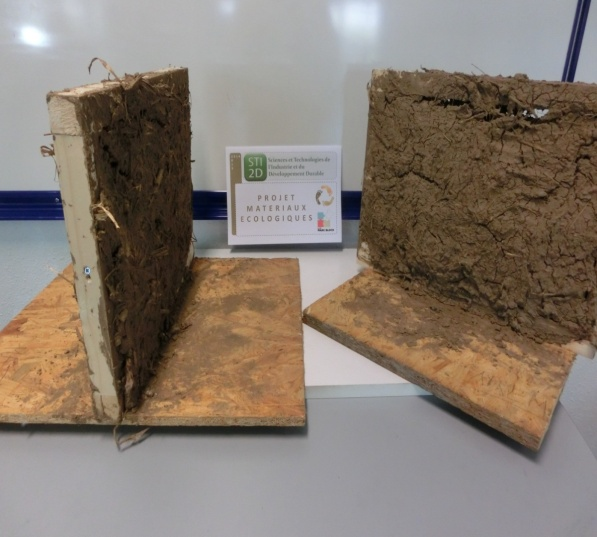 STI
2D
Sciences et Technologies de
l'Industrie et du
Développement Durable
PROJET
MATERIAUX
ECOLOGIQUES